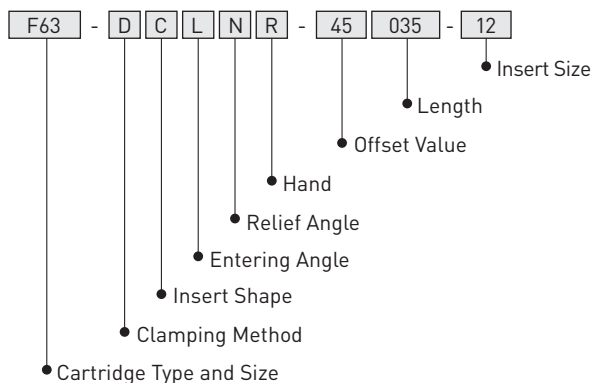 F63 - D C L N R - 45 035 - 12
Insert Size
Length
Offset Value
Hand
Relief Angle
Entering Angle
Insert Shape
Clamping Method
Cartridge Type and Size